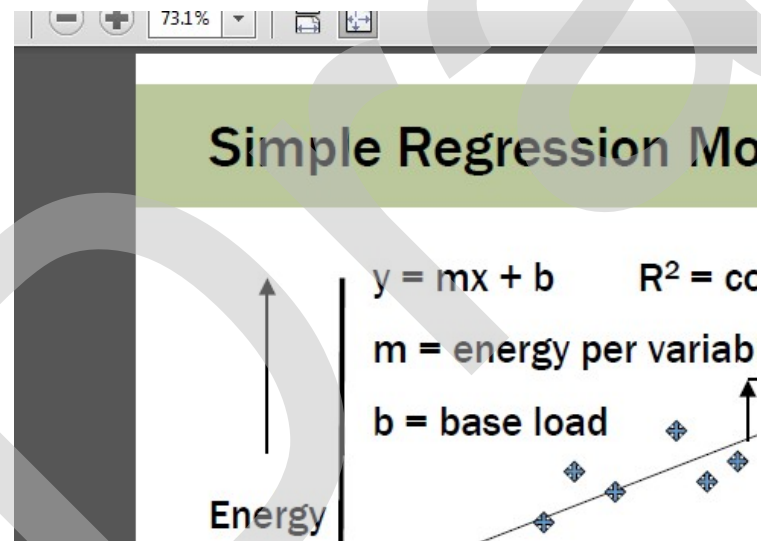 73.1%
Simple Regression Mo
y = mx + b R² = co
m = energy per variab
b = base load
Energy